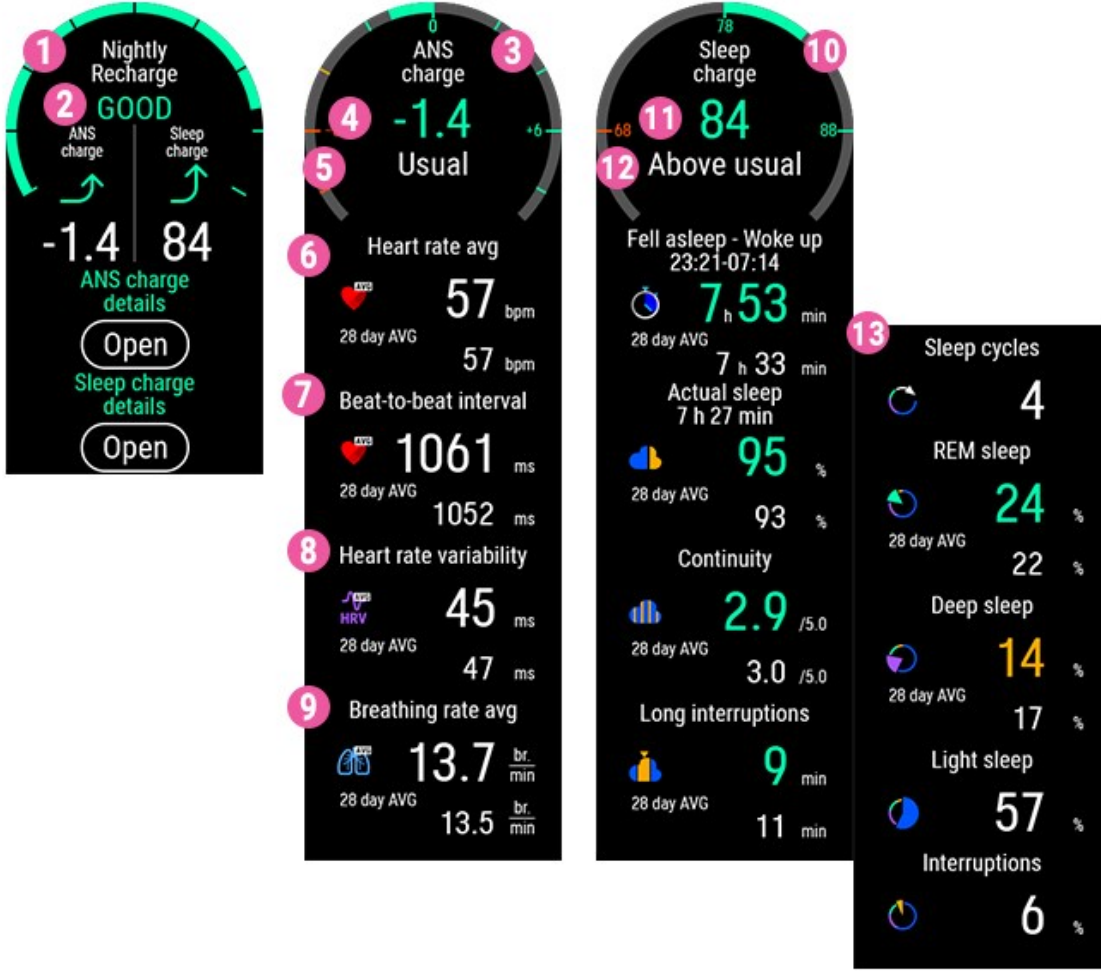 1
Nightly
Recharge
2
GOOD
ANS
charge
Sleep
charge
-1.4
84
ANS charge
details
Open
Sleep charge
details
Open
0
3
ANS
charge
4
-1.4
+6
5
Usual
6
Heart rate avg
AVG
57 bpm
28 day AVG
57 bpm
7
Beat-to-beat interval
AVG
1061 ms
28 day AVG
1052 ms
8
Heart rate variability
AVG
HRV
45 ms
28 day AVG
47 ms
9
Breathing rate avg
AVG
13.7 br. min
28 day AVG
13.5 br. min
78
10
Sleep
charge
68
11
84
88
12
Above usual
Fell asleep - Woke up
23:21-07:14
7 h 53 min
28 day AVG
7 h 33 min
Actual sleep
7 h 27 min
95 %
28 day AVG
93 %
Continuity
2.9 /5.0
28 day AVG
3.0 /5.0
Long interruptions
9 min
28 day AVG
11 min
13
Sleep cycles
4
REM sleep
24 %
28 day AVG
22 %
Deep sleep
14 %
28 day AVG
17 %
Light sleep
57 %
Interruptions
6 %